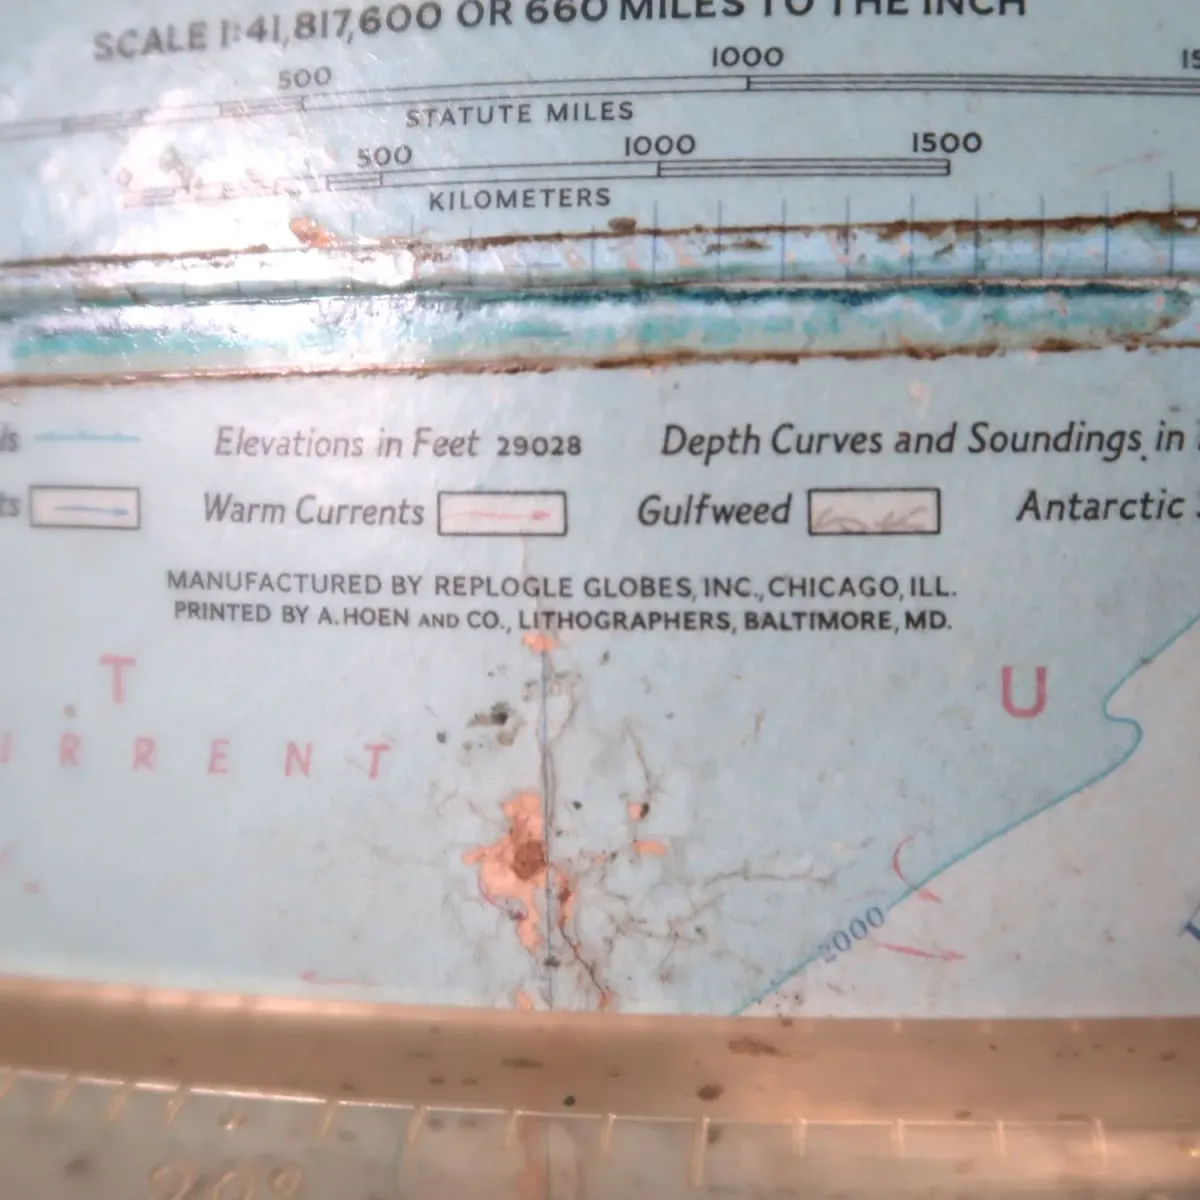 SCALE 1:41,817,600 OR 660 MILES TO THE INCH
500 1000
STATUTE MILES
500 1000 1500
KILOMETERS
Elevations in Feet 29028 Depth Curves and Soundings in
Warm Currents Gulfweed Antarctic
MANUFACTURED BY REPLOGLE GLOBES, INC., CHICAGO, ILL.
PRINTED BY A. HOEN AND CO., LITHOGRAPHERS, BALTIMORE, MD.
T U
R R E N T
2000
20°